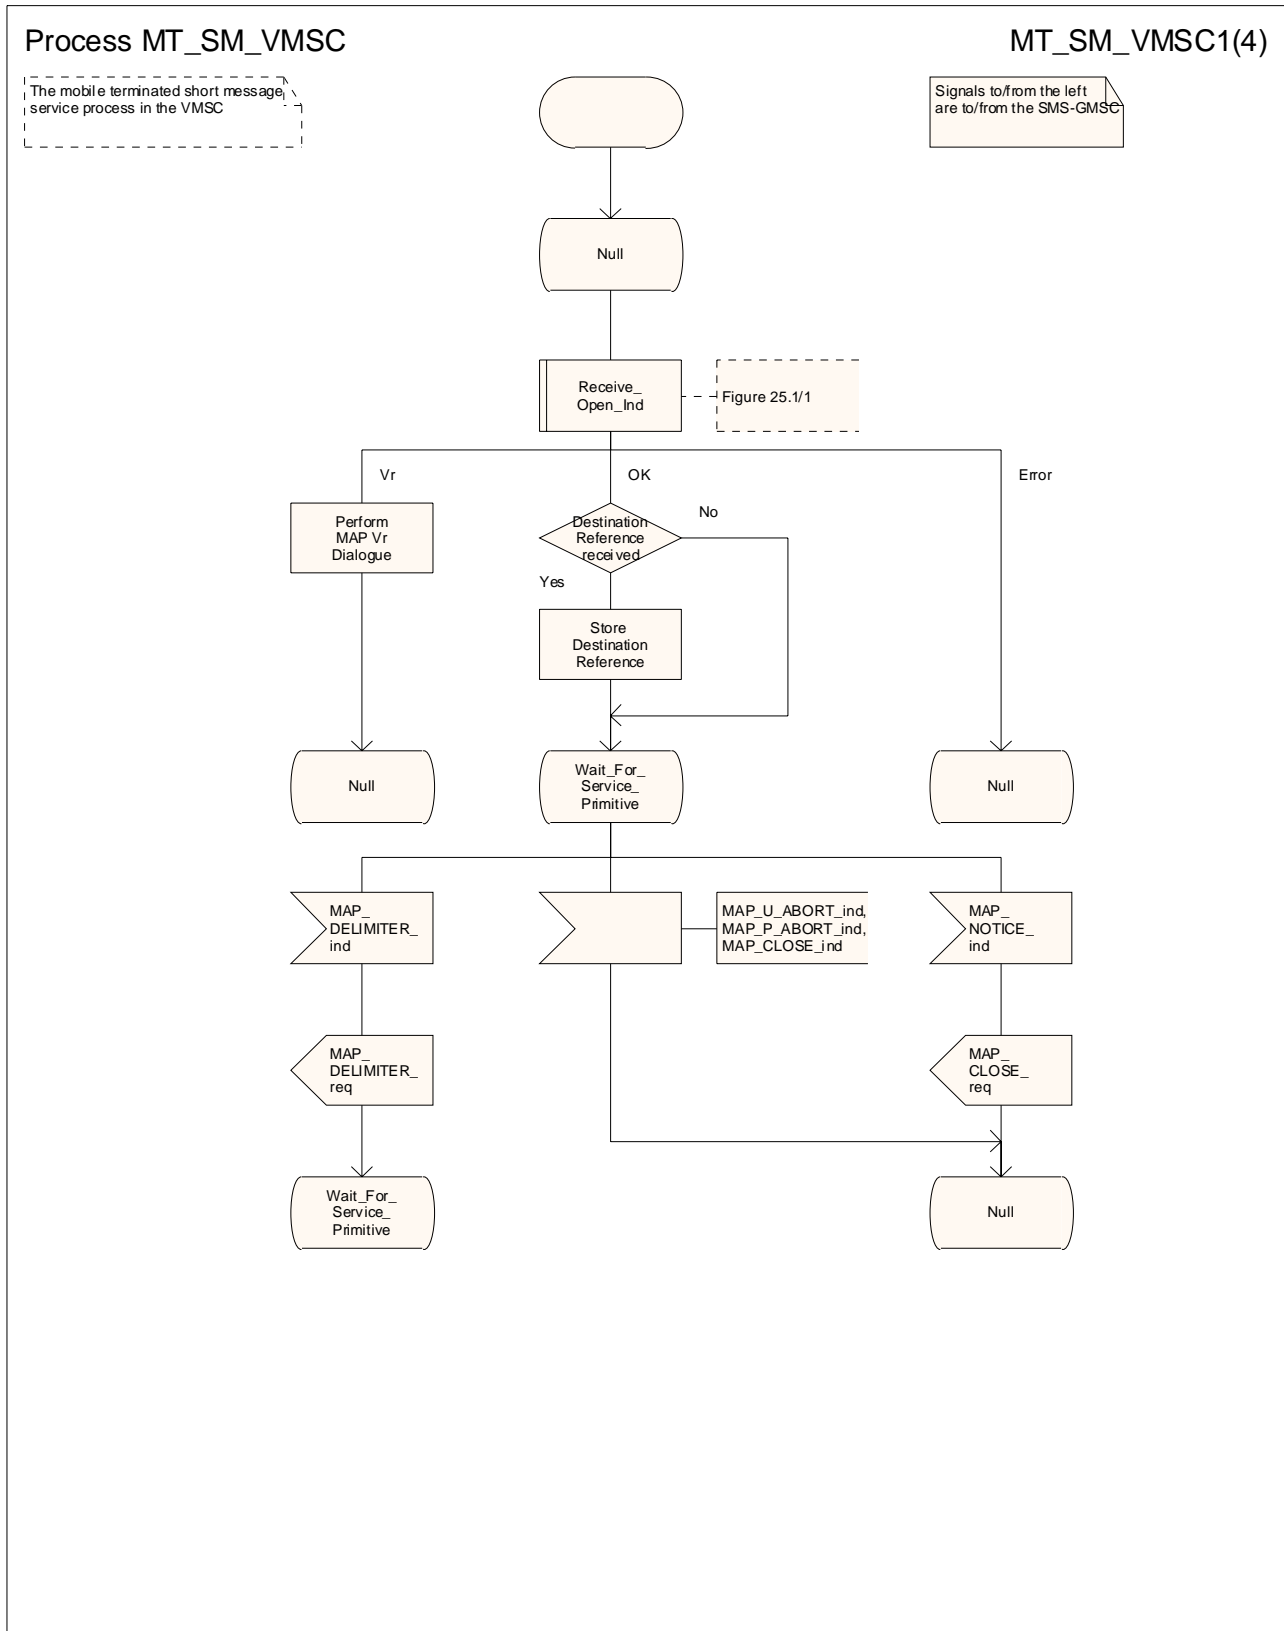 Process MT_SM_VMSC
MT_SM_VMSC1(4)
The mobile terminated short message
service process in the VMSC
Signals to/from the left
are to/from the SMS-GMSC
Null
Receive_
Open_Ind
Figure 25.1/1
Vr
OK
Error
Perform
MAP Vr
Dialogue
Destination
Reference
received
No
Yes
Store
Destination
Reference
Null
Wait_For_
Service_
Primitive
Null
MAP_
DELIMITER_
ind
MAP_U_ABORT_ind,
MAP_P_ABORT_ind,
MAP_CLOSE_ind
MAP_
NOTICE_
ind
MAP_
DELIMITER_
req
MAP_
CLOSE_
req
Wait_For_
Service_
Primitive
Null